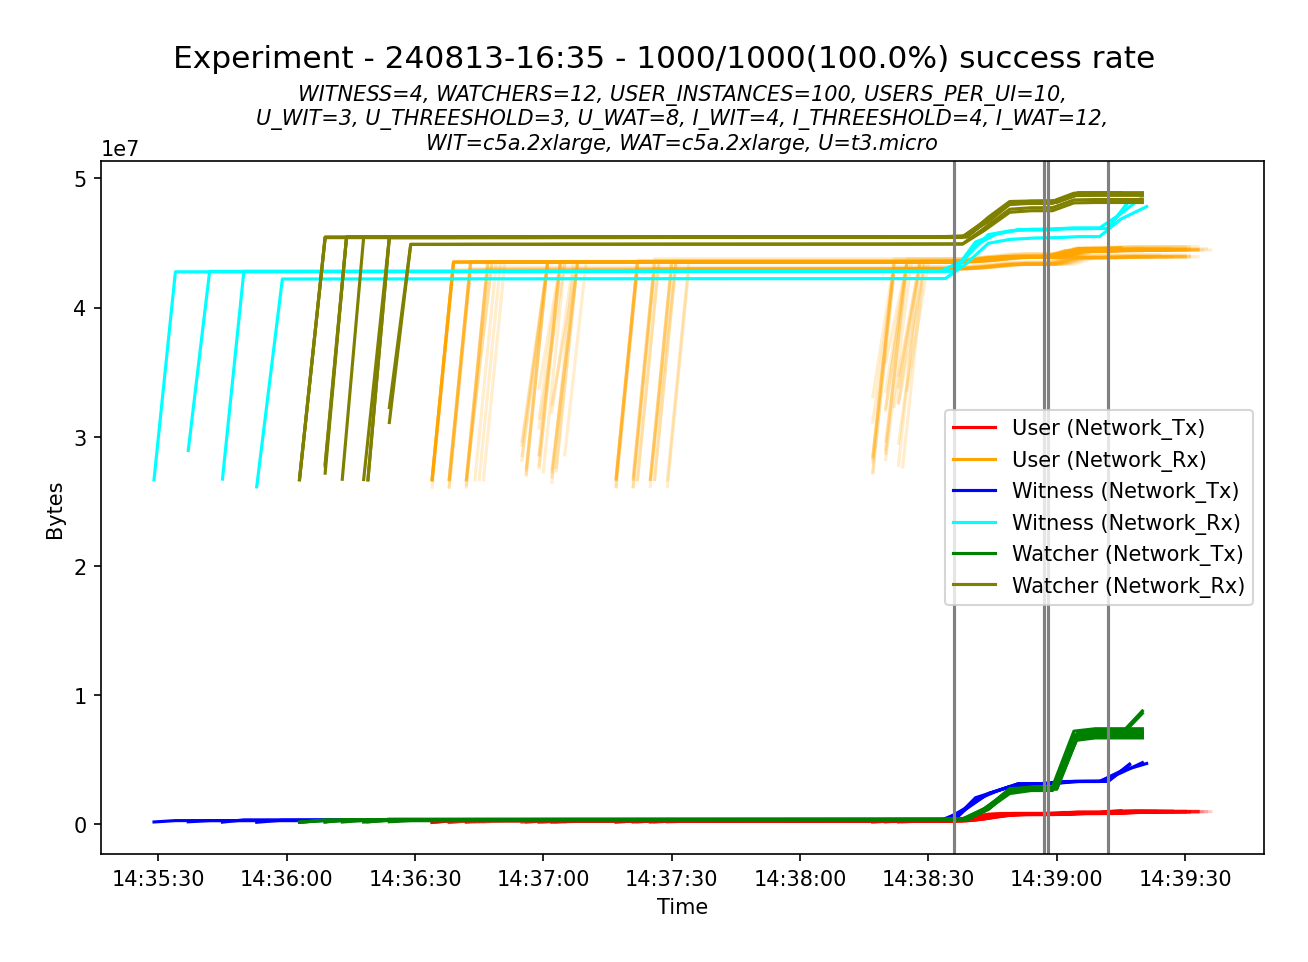 Experiment - 240813-16:35 - 1000/1000(100.0%) success rate
WITNESS=4, WATCHERS=12, USER_INSTANCES=100, USERS_PER_UI=10,
U_WIT=3, U_THREESHOLD=3, U_WAT=8, I_WIT=4, I_THREESHOLD=4, I_WAT=12,
WIT=c5a.2xlarge, WAT=c5a.2xlarge, U=t3.micro
1e7
5
4
3
2
1
0
Bytes
User (Network_Tx)
User (Network_Rx)
Witness (Network_Tx)
Witness (Network_Rx)
Watcher (Network_Tx)
Watcher (Network_Rx)
14:35:30 14:36:00 14:36:30 14:37:00 14:37:30 14:38:00 14:38:30 14:39:00 14:39:30
Time